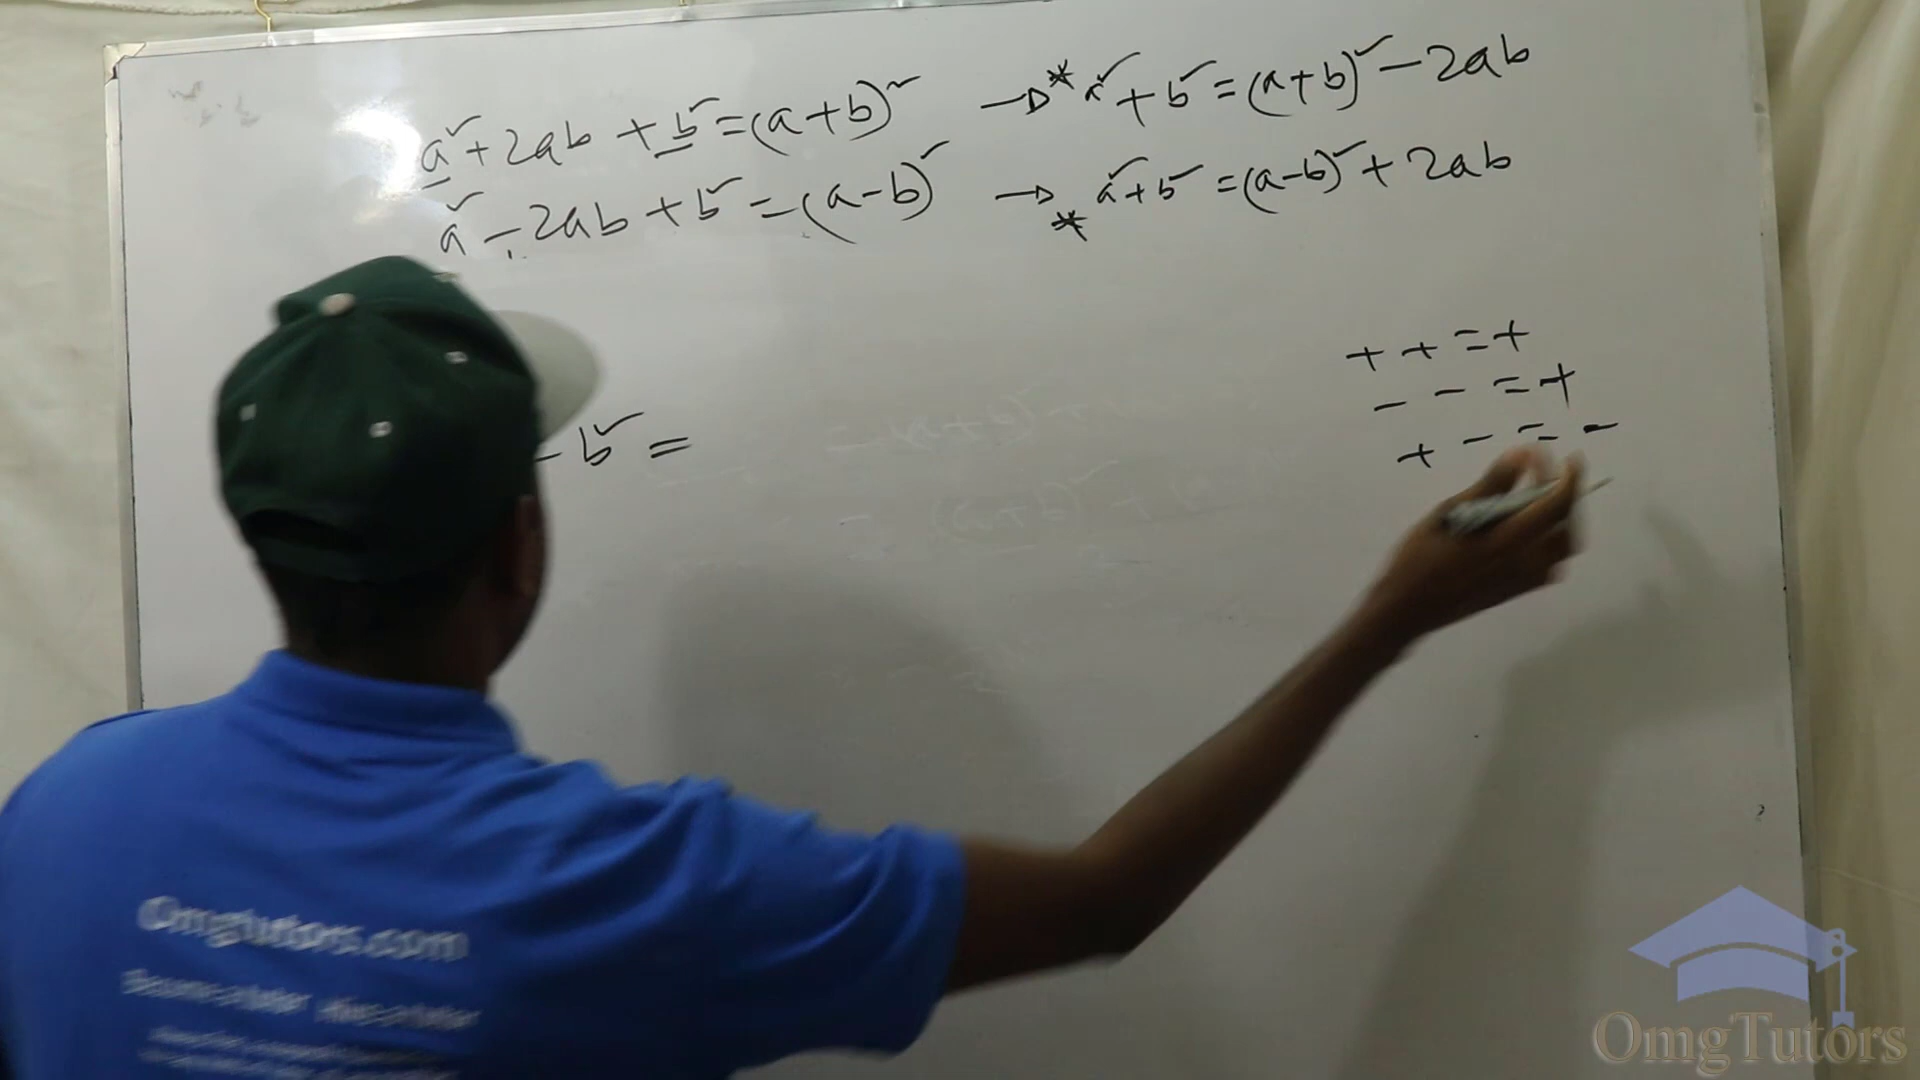 a² + 2ab + b² = (a+b)² → * a² + b² = (a+b)² - 2ab
a² - 2ab + b² = (a-b)² → * a² + b² = (a-b)² + 2ab
+ + = +
- - = +
- b² =
+ - = -
Omgtutors.com
OmgTutors